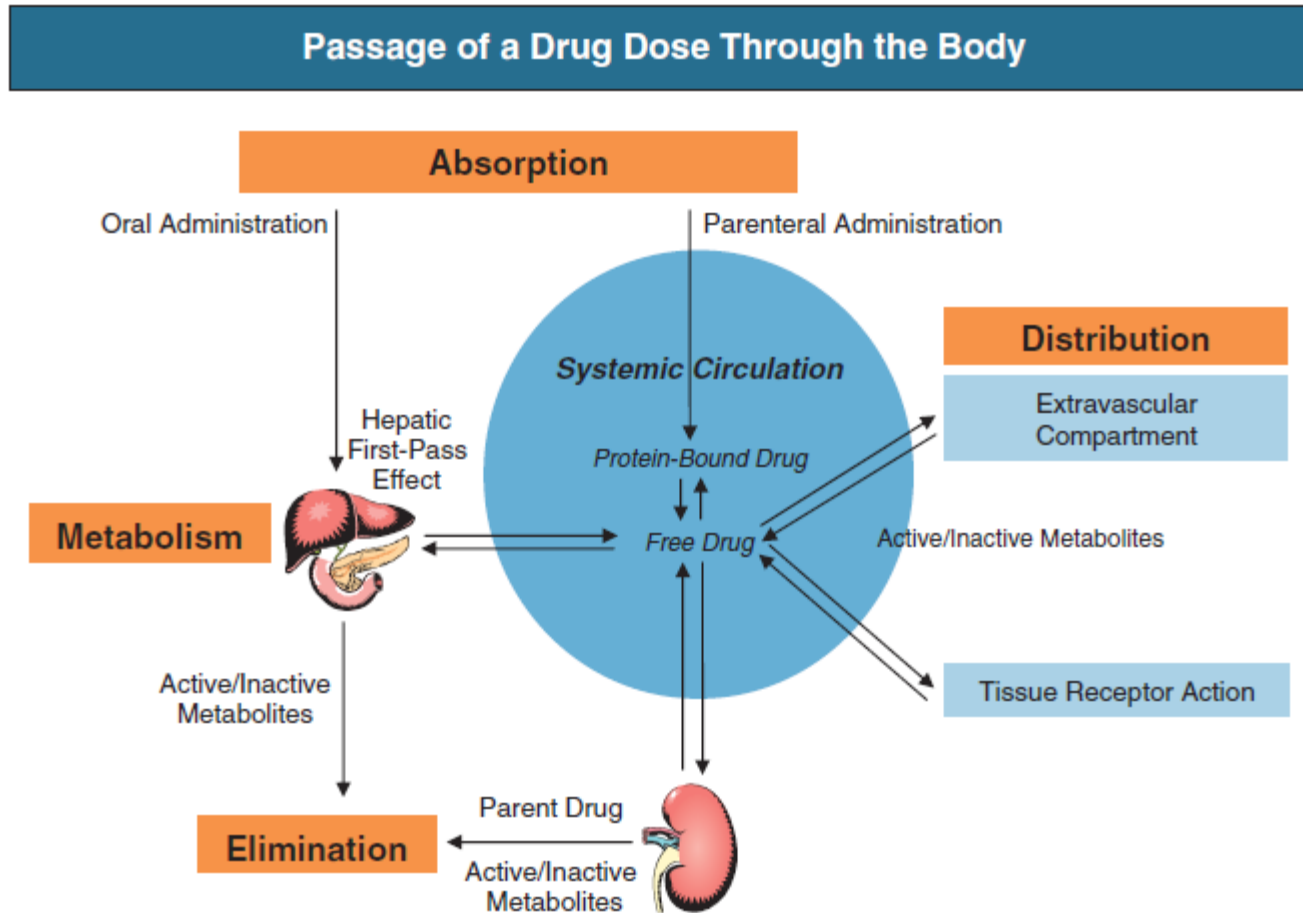 Passage of a Drug Dose Through the Body
Absorption
Oral Administration
Parenteral Administration
Systemic Circulation
Distribution
Extravascular
Compartment
Hepatic
First-Pass
Effect
Protein-Bound Drug
Metabolism
Free Drug
Active/Inactive Metabolites
Active/Inactive
Metabolites
Tissue Receptor Action
Parent Drug
Elimination
Active/Inactive
Metabolites